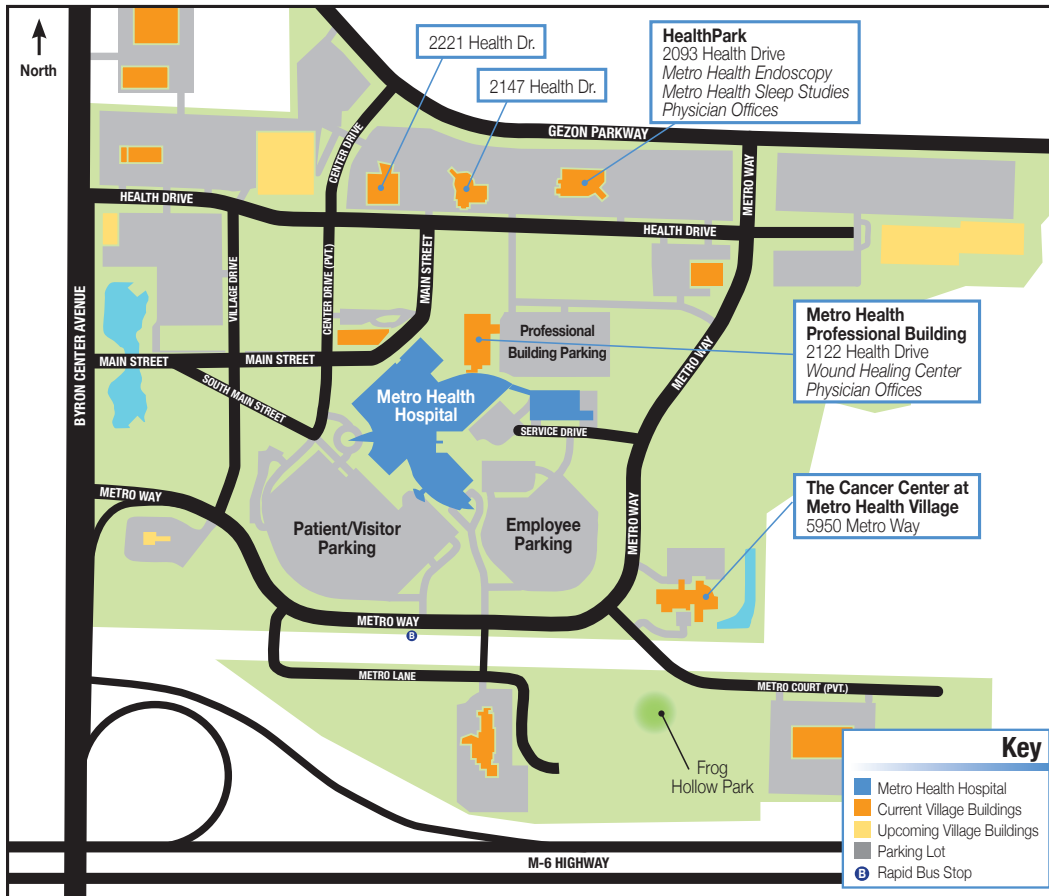 North
2221 Health Dr.
2147 Health Dr.
HealthPark
2093 Health Drive
Metro Health Endoscopy
Metro Health Sleep Studies
Physician Offices
GEZON PARKWAY
CENTER DRIVE
METRO WAY
HEALTH DRIVE
HEALTH DRIVE
VILLAGE DRIVE
CENTER DRIVE (PVT.)
MAIN STREET
BYRON CENTER AVENUE
MAIN STREET
MAIN STREET
SOUTH MAIN STREET
Professional
Building Parking
METRO WAY
Metro Health
Professional Building
2122 Health Drive
Wound Healing Center
Physician Offices
Metro Health
Hospital
SERVICE DRIVE
METRO WAY
Patient/Visitor
Parking
Employee
Parking
METRO WAY
The Cancer Center at
Metro Health Village
5950 Metro Way
METRO WAY
B
METRO LANE
METRO COURT (PVT.)
Frog
Hollow Park
Key
Metro Health Hospital
Current Village Buildings
Upcoming Village Buildings
Parking Lot
B Rapid Bus Stop
M-6 HIGHWAY